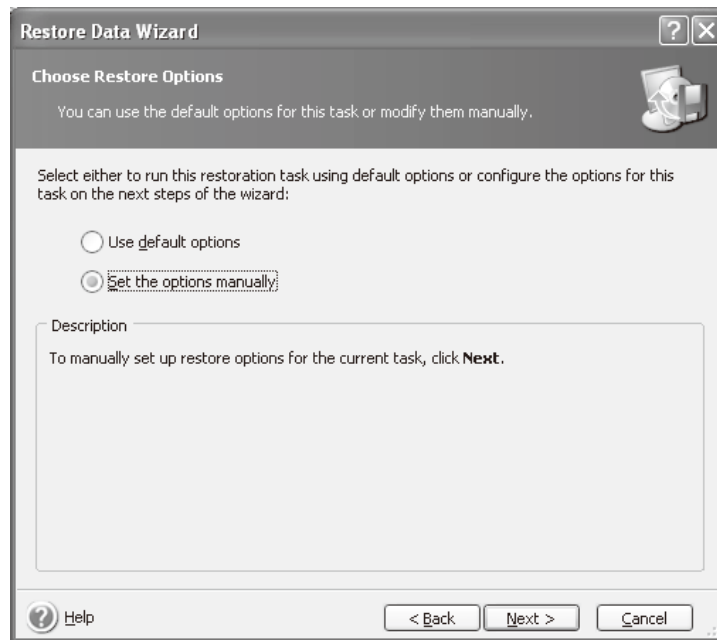 Restore Data Wizard
Choose Restore Options
You can use the default options for this task or modify them manually.
Select either to run this restoration task using default options or configure the options for this
task on the next steps of the wizard:
Use default options
Set the options manually
Description
To manually set up restore options for the current task, click Next.
Help
< Back
Next >
Cancel